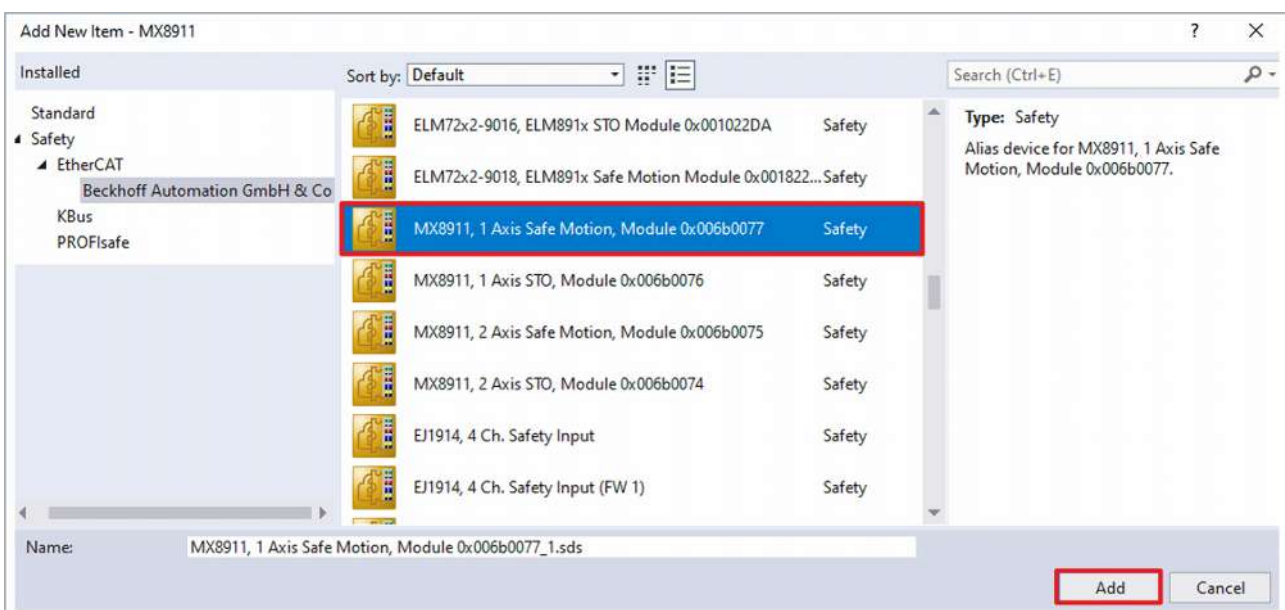 Add New Item - MX8911
?
Installed
Sort by: Default
Search (Ctrl+E)
Standard
Safety
EtherCAT
Beckhoff Automation GmbH & Co
KBus
PROFIsafe
ELM72x2-9016, ELM891x STO Module 0x001022DA Safety
ELM72x2-9018, ELM891x Safe Motion Module 0x001822... Safety
MX8911, 1 Axis Safe Motion, Module 0x006b0077 Safety
MX8911, 1 Axis STO, Module 0x006b0076 Safety
MX8911, 2 Axis Safe Motion, Module 0x006b0075 Safety
MX8911, 2 Axis STO, Module 0x006b0074 Safety
EJ1914, 4 Ch. Safety Input Safety
EJ1914, 4 Ch. Safety Input (FW 1) Safety
Type: Safety
Alias device for MX8911, 1 Axis Safe
Motion, Module 0x006b0077.
Name: MX8911, 1 Axis Safe Motion, Module 0x006b0077_1.sds
Add Cancel